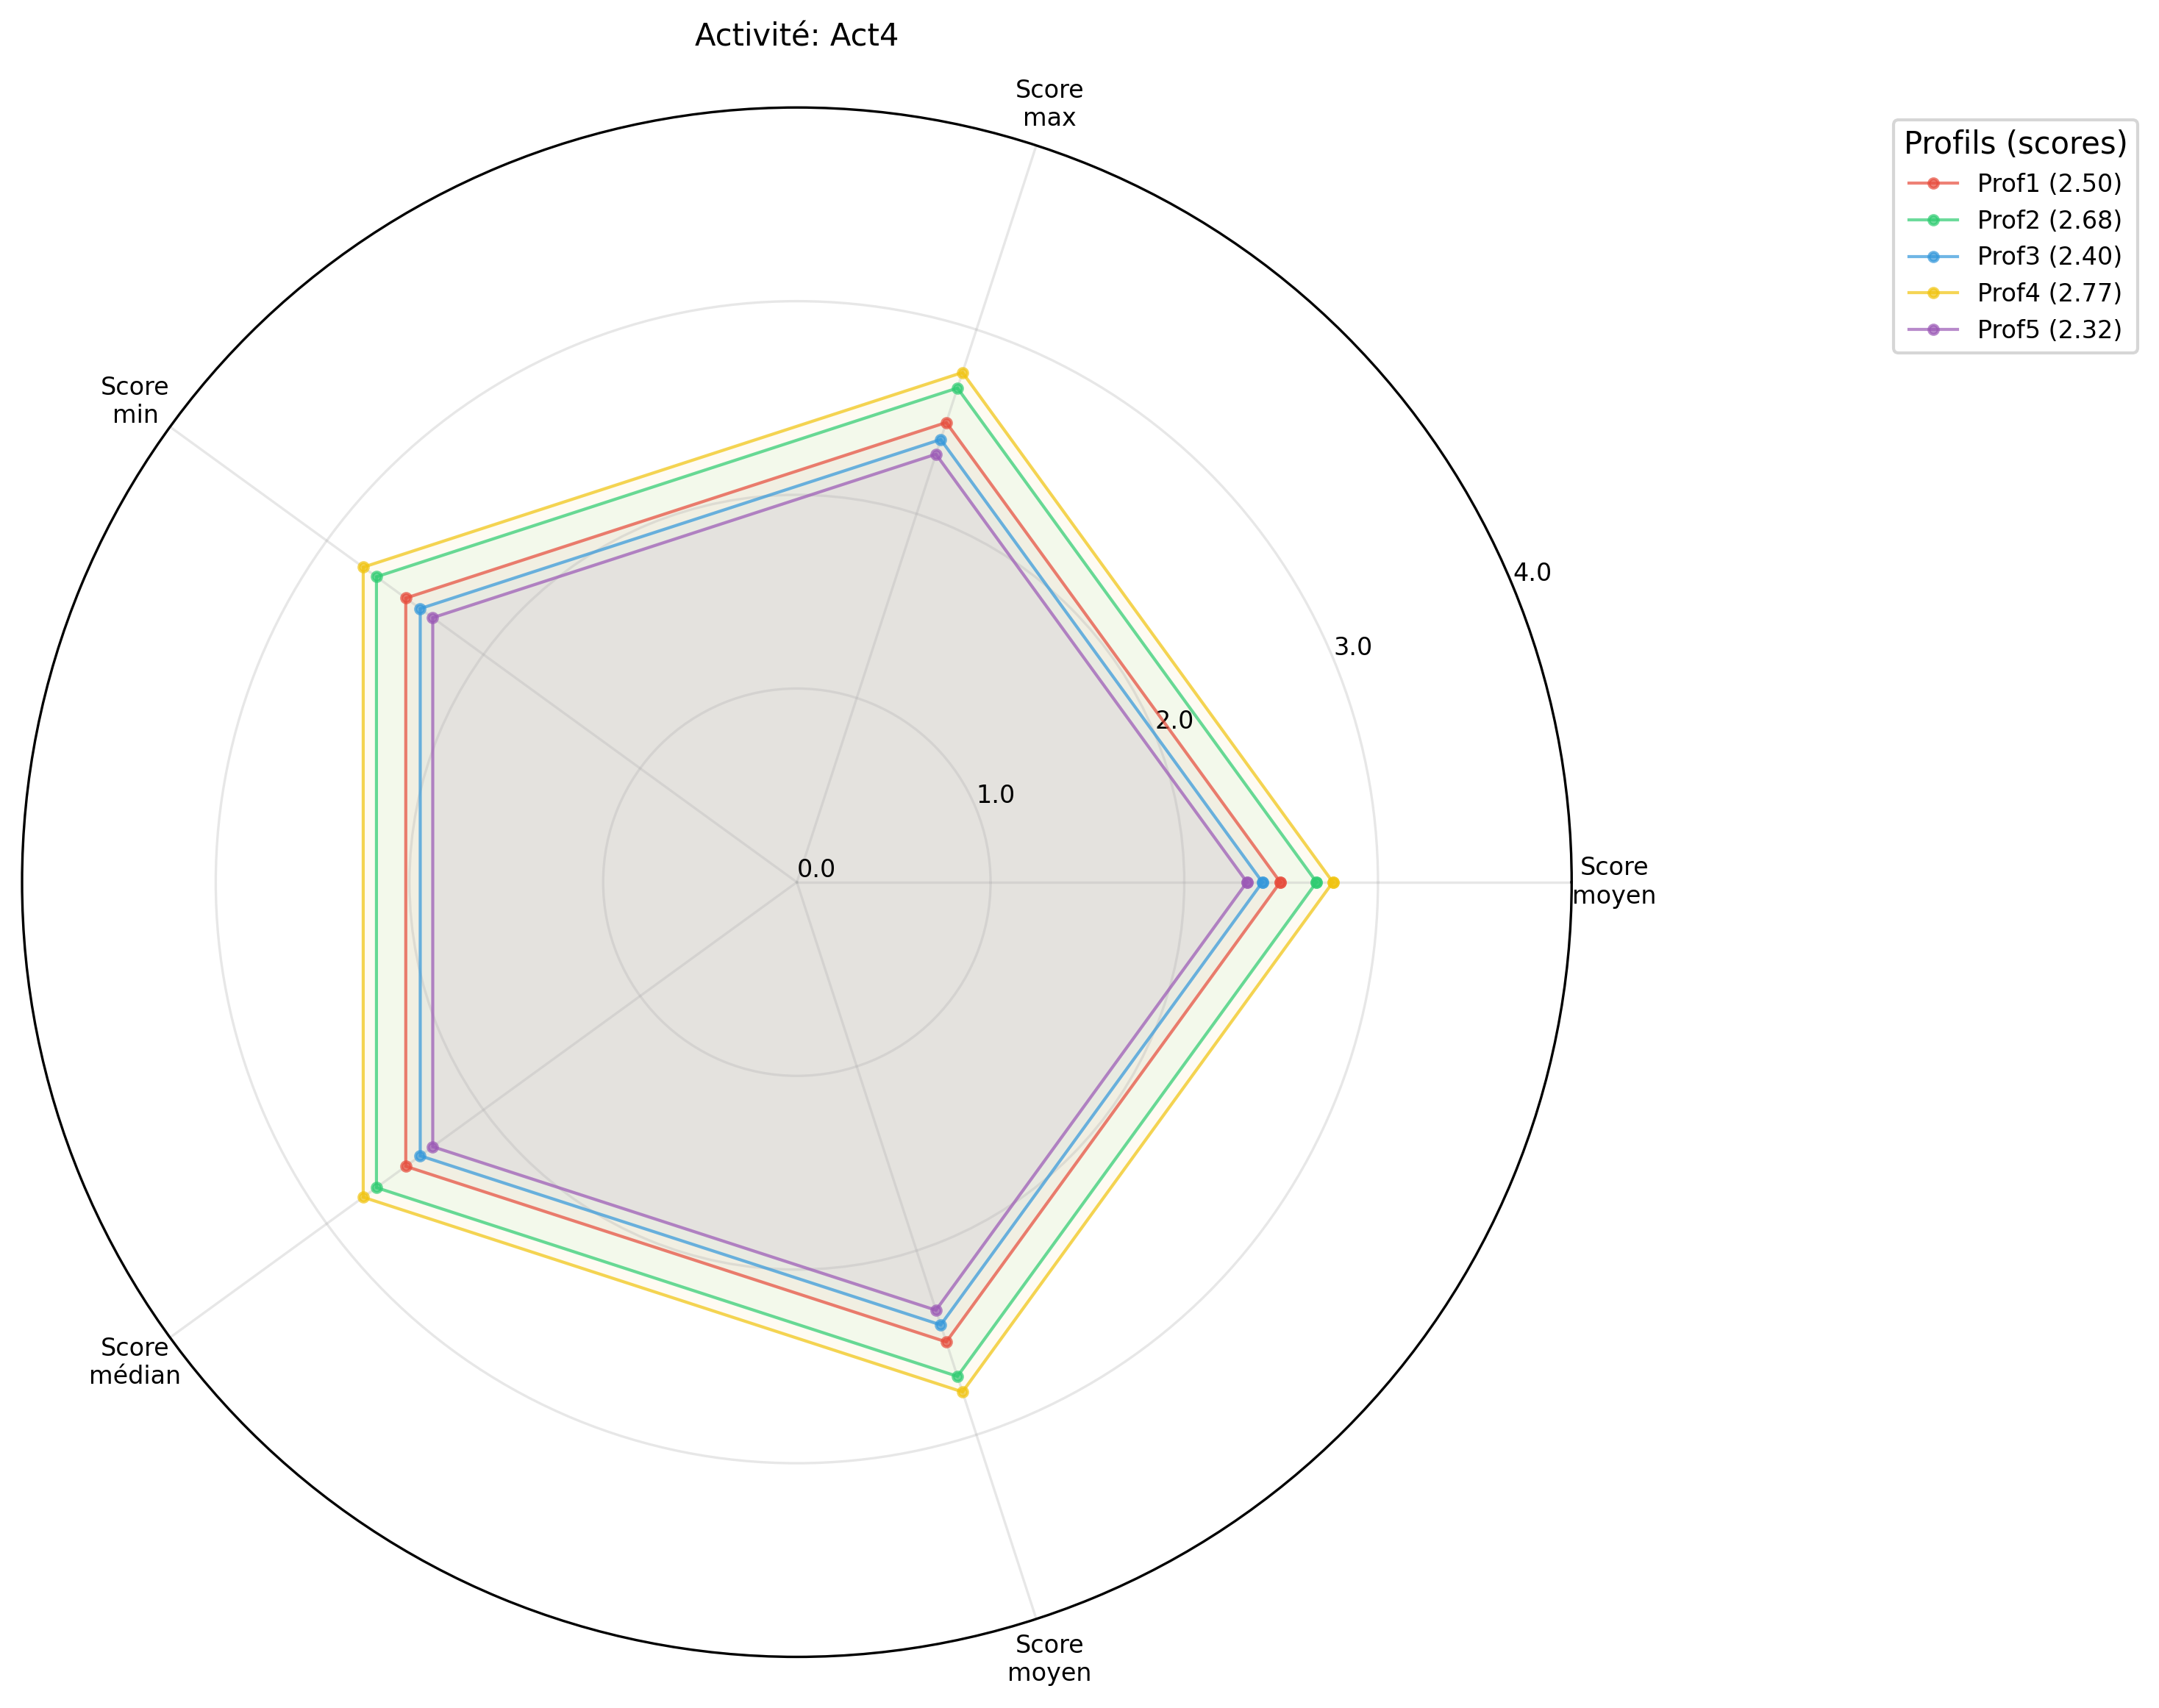 Activité: Act4
Score
max
Profils (scores)
Prof1 (2.50)
Prof2 (2.68)
Prof3 (2.40)
Prof4 (2.77)
Prof5 (2.32)
Score
min
4.0
3.0
2.0
1.0
0.0
Score
moyen
Score
médian
Score
moyen